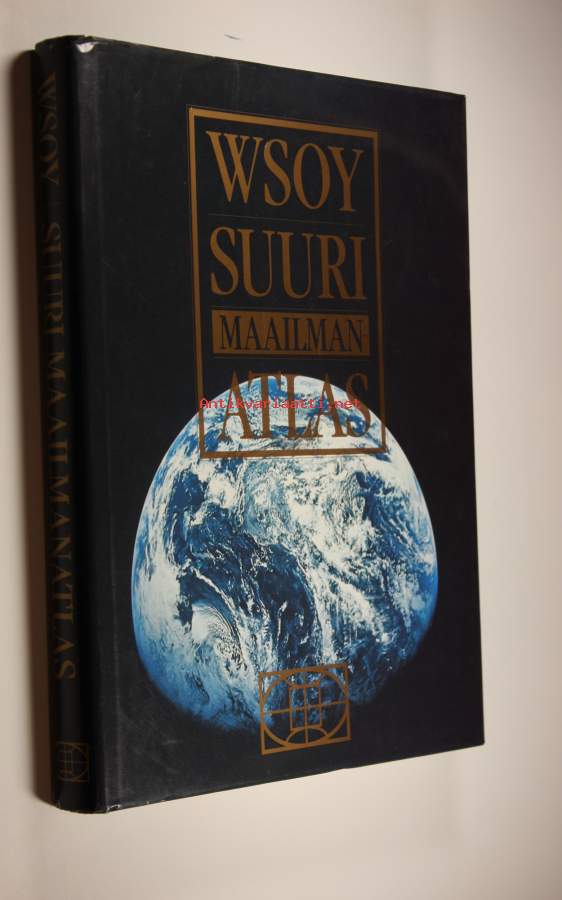 WSOY
SUURI
MAAILMAN-
ATLAS
Antikvariaatti.net
WSOY SUURI MAAILMANATLAS